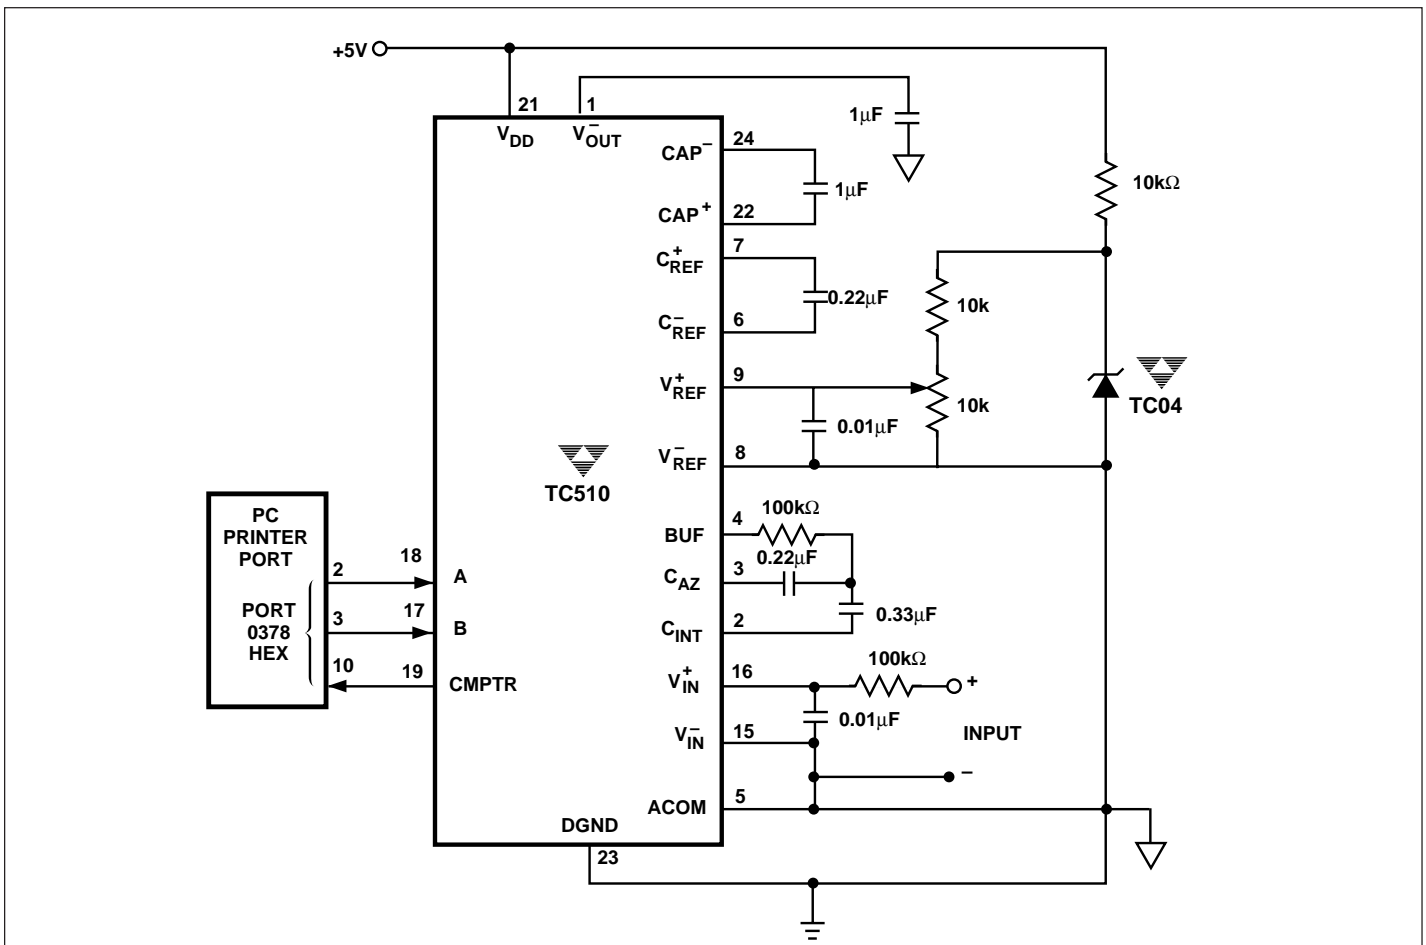 +5V
21
1
V DD
V OUT −
1μF
CAP −
24
1μF
10kΩ
CAP +
22
C REF +
7
0.22μF
C REF −
6
10k
V REF +
9
10k
TC04
0.01μF
V REF −
8
TC510
PC
PRINTER
PORT
PORT
0378
HEX
2
18
A
3
17
B
10
19
CMPTR
BUF
4
100kΩ
C AZ
3
0.22μF
C INT
2
0.33μF
V IN +
16
100kΩ
+
0.01μF
V IN −
15
INPUT
−
ACOM
5
DGND
23